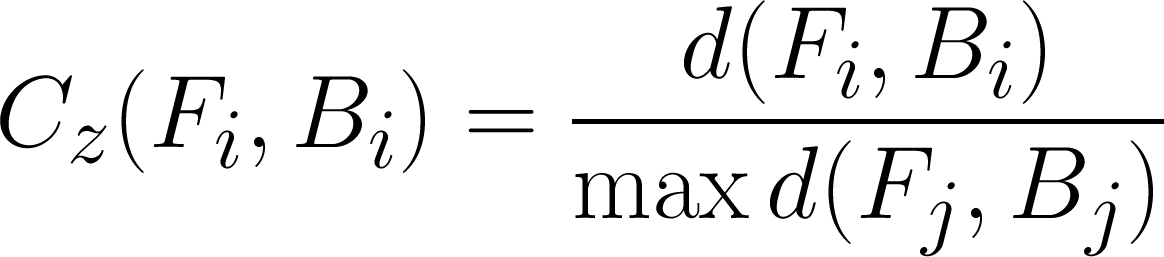 C_z(F_i, B_i) = \frac{d(F_i, B_i)}{\max d(F_j, B_j)}